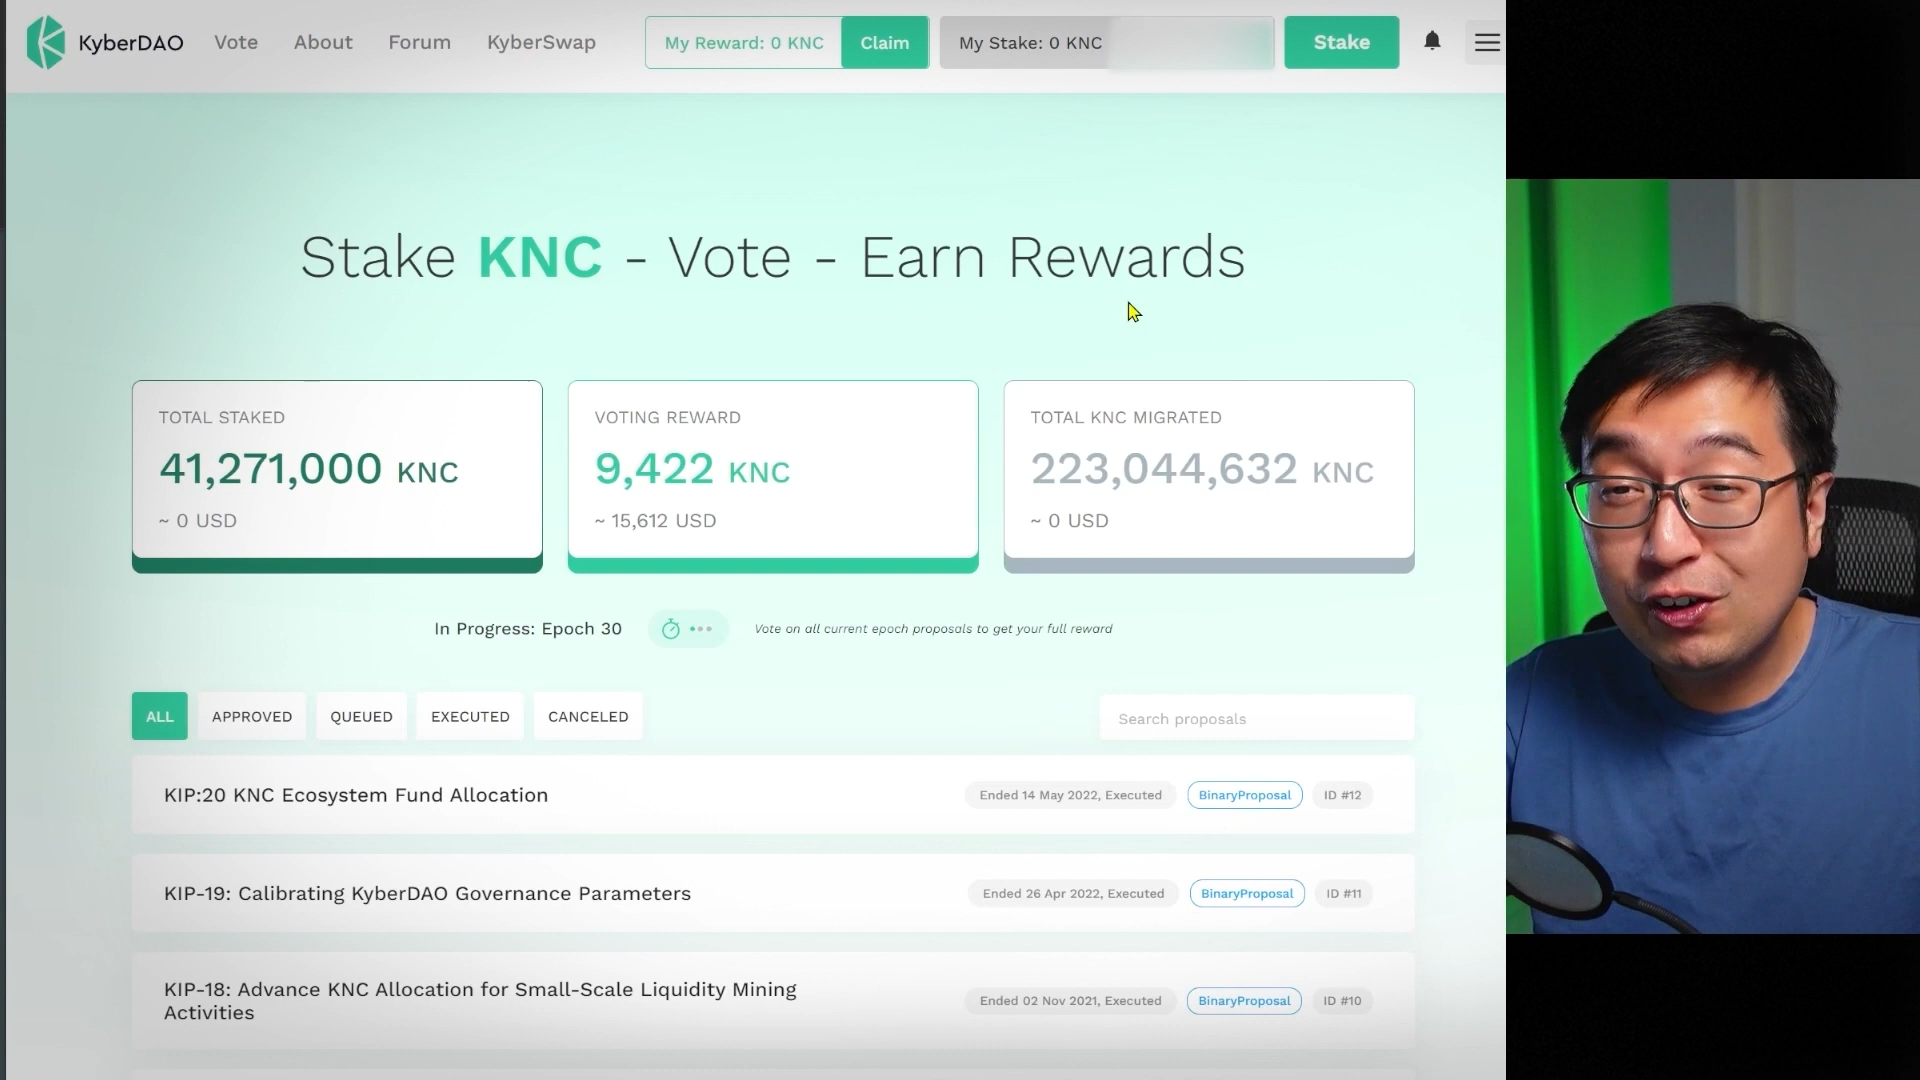 KyberDAO Vote About Forum KyberSwap My Reward: 0 KNC Claim My Stake: 0 KNC Stake
Stake KNC - Vote - Earn Rewards
TOTAL STAKED
41,271,000 KNC
~ 0 USD
VOTING REWARD
9,422 KNC
~ 15,612 USD
TOTAL KNC MIGRATED
223,044,632 KNC
~ 0 USD
In Progress: Epoch 30 Vote on all current epoch proposals to get your full reward
ALL APPROVED QUEUED EXECUTED CANCELED Search proposals
KIP:20 KNC Ecosystem Fund Allocation Ended 14 May 2022, Executed BinaryProposal ID #12
KIP-19: Calibrating KyberDAO Governance Parameters Ended 26 Apr 2022, Executed BinaryProposal ID #11
KIP-18: Advance KNC Allocation for Small-Scale Liquidity Mining
Activities
Ended 02 Nov 2021, Executed BinaryProposal ID #10